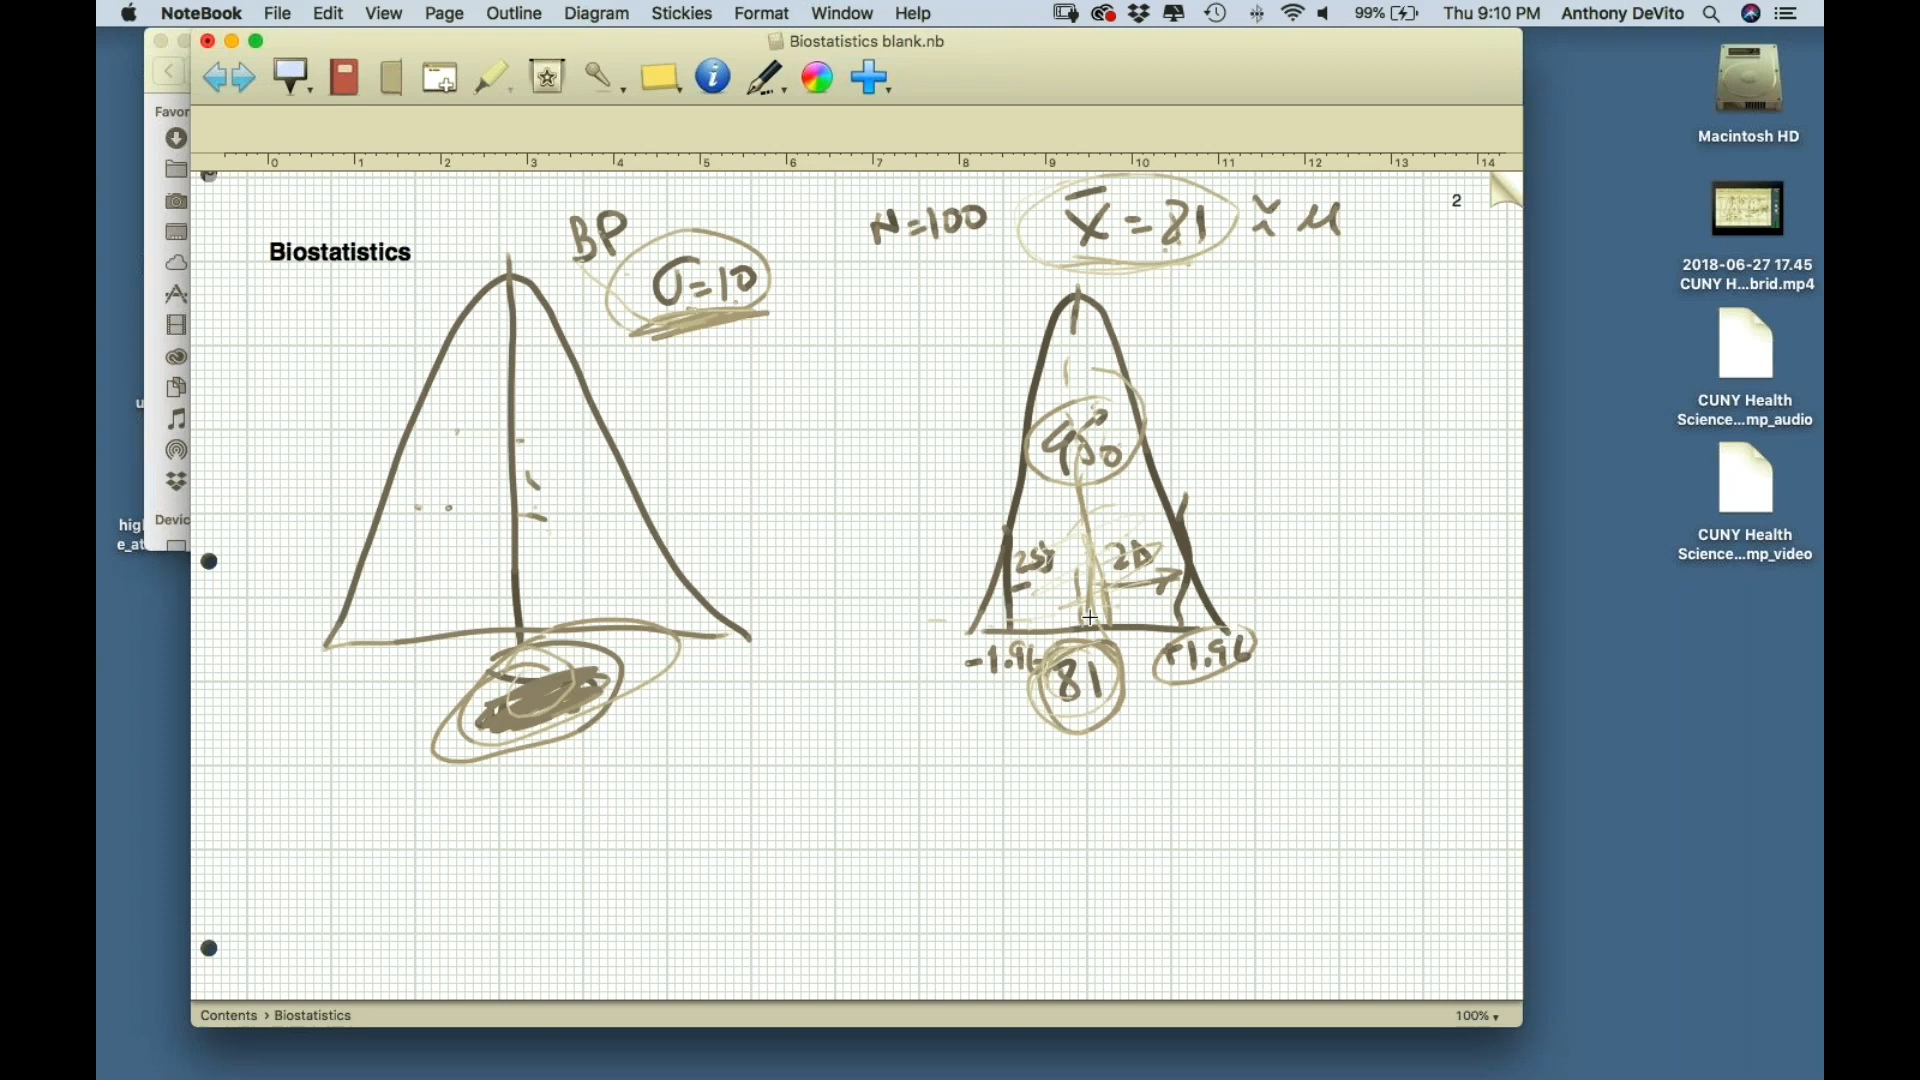 NoteBook File Edit View Page Outline Diagram Stickies Format Window Help 99% Thu 9:10 PM Anthony DeVito
Biostatistics blank.nb
Favor
Devic
0 1 2 3 4 5 6 7 8 9 10 11 12 13 14
2
Biostatistics
BP
σ=10
N=100
X̄ = 81 ≈ μ
95%
-1.96
81
+1.96
Contents › Biostatistics
100%
Macintosh HD
2018-06-27 17.45
CUNY H...brid.mp4
CUNY Health
Science...mp_audio
CUNY Health
Science...mp_video
u
hig
e_at